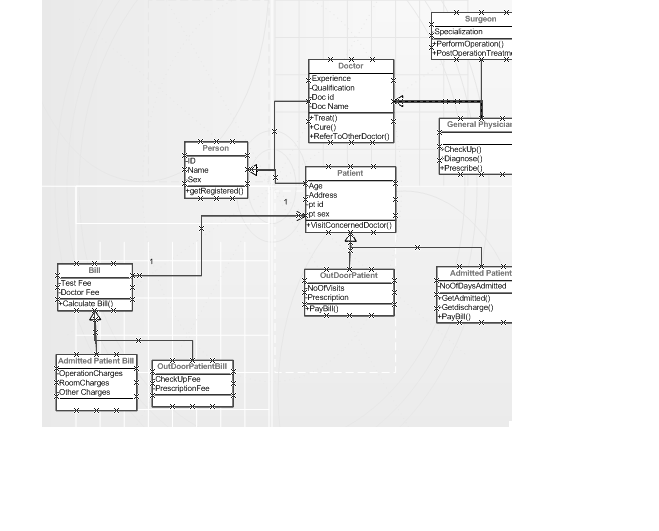 Surgeon
Specialization
+PerformOperation()
+PostOperationTreatm
Doctor
Experience
-Qualification
-Doc id
-Doc Name
+Treat()
+Cure()
+ReferToOtherDoctor()
General Physician
+CheckUp()
-Diagnose()
+Prescribe()
Person
-ID
-Name
-Sex
+getRegistered()
Patient
-Age
-Address
-pt id
-pt sex
+VisitConcernedDoctor()
1
1
Bill
-Test Fee
-Doctor Fee
+Calculate Bill()
OutDoorPatient
-NoOfVisits
-Prescription
+PayBill()
Admitted Patient
-NoOfDaysAdmitted
+GetAdmitted()
-Getdischarge()
+PayBill()
Admitted Patient Bill
-OperationCharges
-RoomCharges
-Other Charges
OutDoorPatientBill
-CheckUpFee
-PrescriptionFee